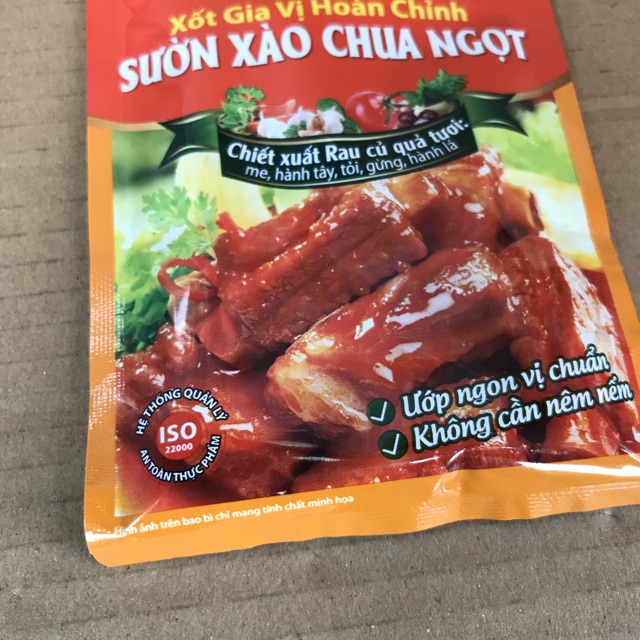 Xốt Gia Vị Hoàn Chỉnh
SƯỜN XÀO CHUA NGỌT
Chiết xuất Rau củ quả tươi:
me, hành tây, tỏi, gừng, hành lá
Ướp ngon vị chuẩn
Không cần nêm nếm
HỆ THỐNG QUẢN LÝ
ISO
22000
AN TOÀN THỰC PHẨM
Hình ảnh trên bao bì chỉ mang tính chất minh họa